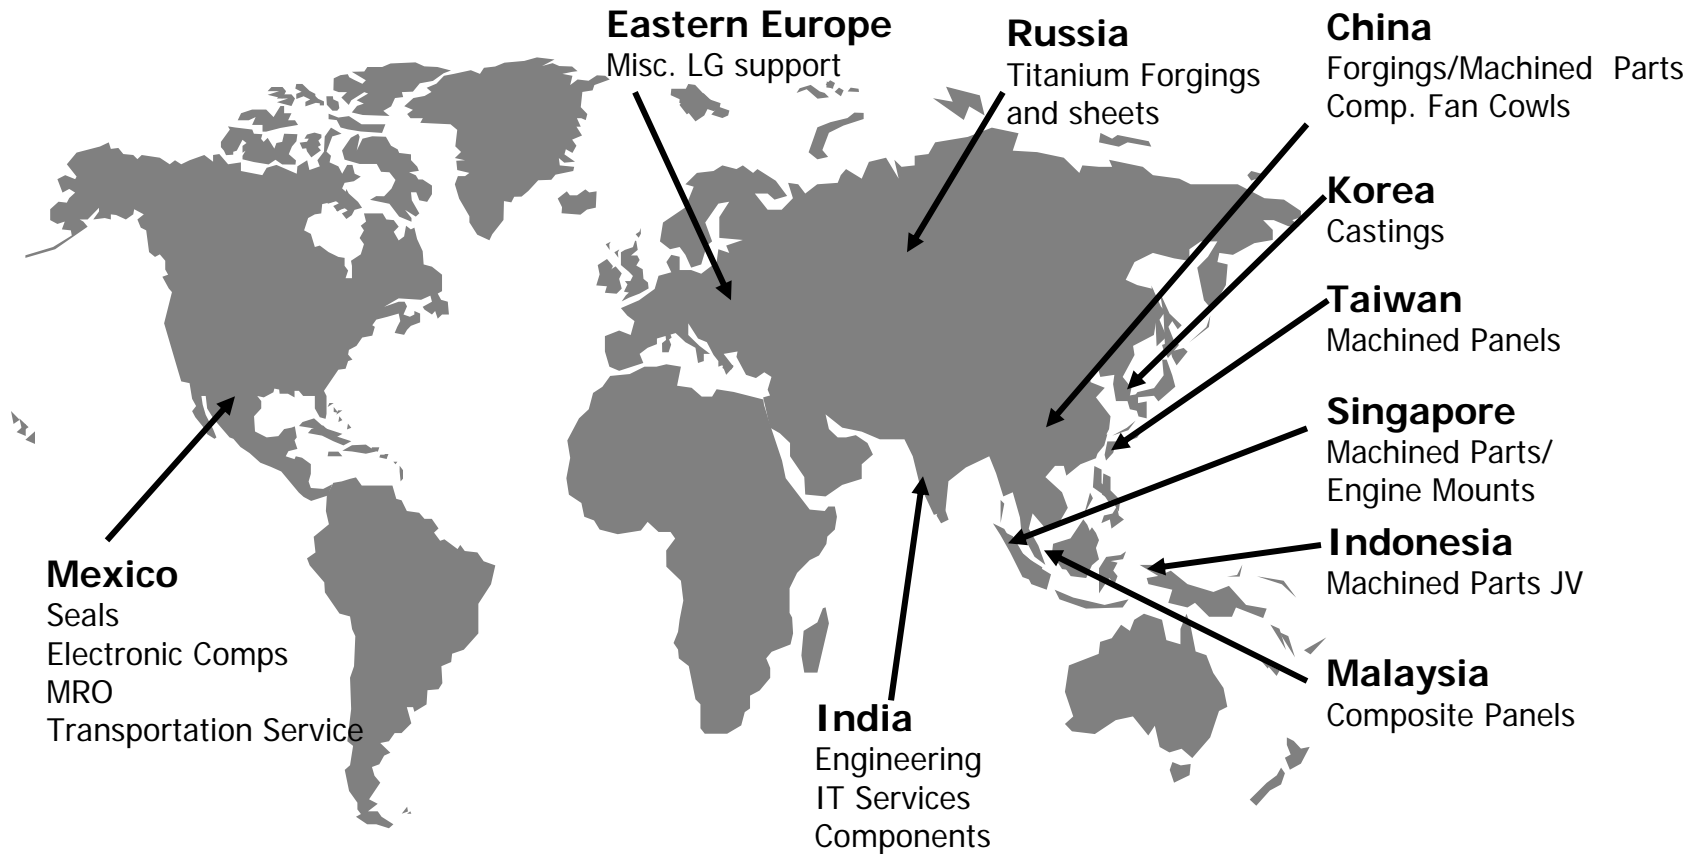 Eastern Europe
Misc. LG support
Russia
Titanium Forgings
and sheets
China
Forgings/Machined Parts
Comp. Fan Cowls
Korea
Castings
Taiwan
Machined Panels
Singapore
Machined Parts/
Engine Mounts
Indonesia
Machined Parts JV
Malaysia
Composite Panels
Mexico
Seals
Electronic Comps
MRO
Transportation Service
India
Engineering
IT Services
Components